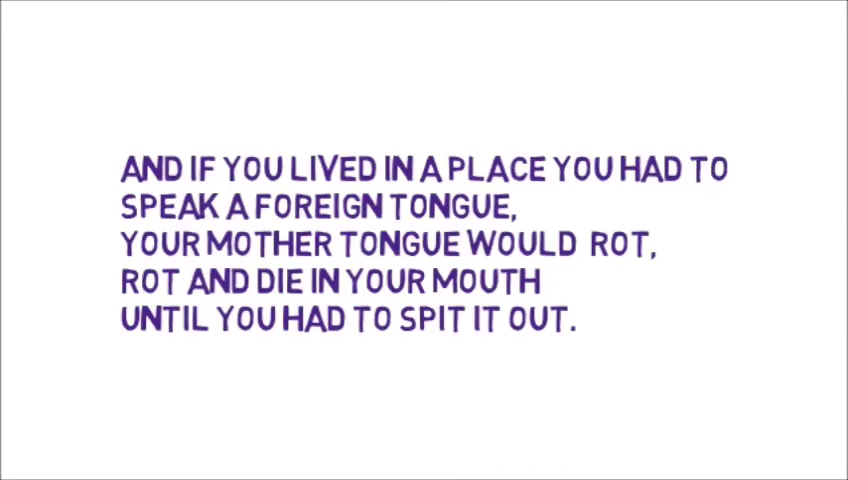 AND IF YOU LIVED IN A PLACE YOU HAD TO
SPEAK A FOREIGN TONGUE,
YOUR MOTHER TONGUE WOULD ROT,
ROT AND DIE IN YOUR MOUTH
UNTIL YOU HAD TO SPIT IT OUT.